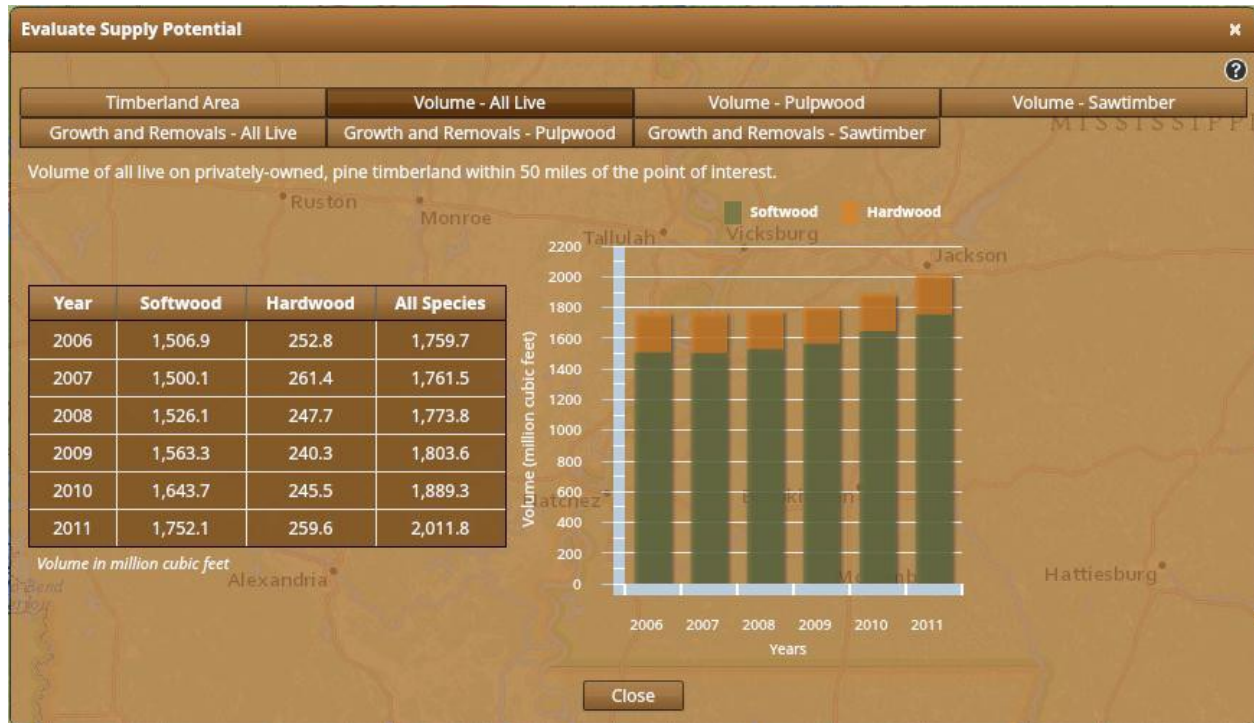 Evaluate Supply Potential
Timberland Area Volume - All Live Volume - Pulpwood Volume - Sawtimber
Growth and Removals - All Live Growth and Removals - Pulpwood Growth and Removals - Sawtimber
MISSISSIPP
Volume of all live on privately-owned, pine timberland within 50 miles of the point of interest.
Ruston
Monroe
Tallulah
Vicksburg
Jackson
Alexandria
Hattiesburg
Year Softwood Hardwood All Species
2006 1,506.9 252.8 1,759.7
2007 1,500.1 261.4 1,761.5
2008 1,526.1 247.7 1,773.8
2009 1,563.3 240.3 1,803.6
2010 1,643.7 245.5 1,889.3
2011 1,752.1 259.6 2,011.8
Volume in million cubic feet
Softwood Hardwood
Volume (million cubic feet)
2200
2000
1800
1600
1400
1200
1000
800
600
400
200
0
2006 2007 2008 2009 2010 2011
Years
Close
?